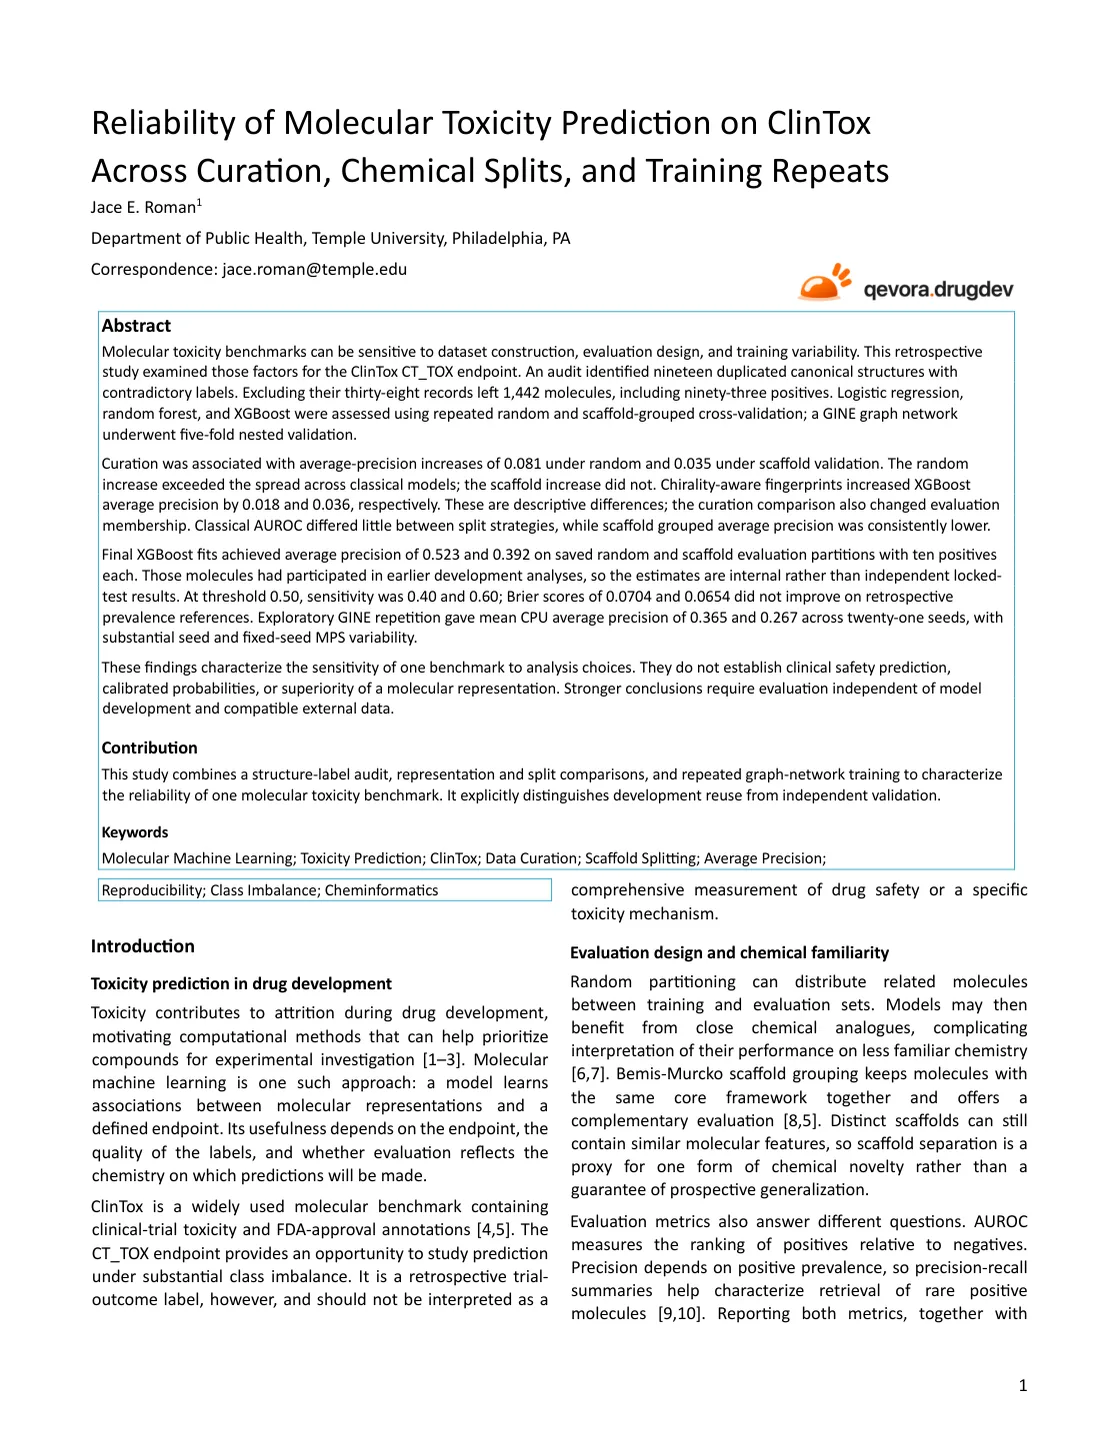 Reliability of Molecular Toxicity Prediction on ClinTox
Across Curation, Chemical Splits, and Training Repeats
Jace E. Roman¹
Department of Public Health, Temple University, Philadelphia, PA
Correspondence: jace.roman@temple.edu
qevora.drugdev
Abstract
Molecular toxicity benchmarks can be sensitive to dataset construction, evaluation design, and training variability. This retrospective
study examined those factors for the ClinTox CT_TOX endpoint. An audit identified nineteen duplicated canonical structures with
contradictory labels. Excluding their thirty-eight records left 1,442 molecules, including ninety-three positives. Logistic regression,
random forest, and XGBoost were assessed using repeated random and scaffold-grouped cross-validation; a GINE graph network
underwent five-fold nested validation.
Curation was associated with average-precision increases of 0.081 under random and 0.035 under scaffold validation. The random
increase exceeded the spread across classical models; the scaffold increase did not. Chirality-aware fingerprints increased XGBoost
average precision by 0.018 and 0.036, respectively. These are descriptive differences; the curation comparison also changed evaluation
membership. Classical AUROC differed little between split strategies, while scaffold grouped average precision was consistently lower.
Final XGBoost fits achieved average precision of 0.523 and 0.392 on saved random and scaffold evaluation partitions with ten positives
each. Those molecules had participated in earlier development analyses, so the estimates are internal rather than independent locked-
test results. At threshold 0.50, sensitivity was 0.40 and 0.60; Brier scores of 0.0704 and 0.0654 did not improve on retrospective
prevalence references. Exploratory GINE repetition gave mean CPU average precision of 0.365 and 0.267 across twenty-one seeds, with
substantial seed and fixed-seed MPS variability.
These findings characterize the sensitivity of one benchmark to analysis choices. They do not establish clinical safety prediction,
calibrated probabilities, or superiority of a molecular representation. Stronger conclusions require evaluation independent of model
development and compatible external data.
Contribution
This study combines a structure-label audit, representation and split comparisons, and repeated graph-network training to characterize
the reliability of one molecular toxicity benchmark. It explicitly distinguishes development reuse from independent validation.
Keywords
Molecular Machine Learning; Toxicity Prediction; ClinTox; Data Curation; Scaffold Splitting; Average Precision;
Reproducibility; Class Imbalance; Cheminformatics
Introduction
Toxicity prediction in drug development
Toxicity contributes to attrition during drug development,
motivating computational methods that can help prioritize
compounds for experimental investigation [1–3]. Molecular
machine learning is one such approach: a model learns
associations between molecular representations and a
defined endpoint. Its usefulness depends on the endpoint, the
quality of the labels, and whether evaluation reflects the
chemistry on which predictions will be made.
ClinTox is a widely used molecular benchmark containing
clinical-trial toxicity and FDA-approval annotations [4,5]. The
CT_TOX endpoint provides an opportunity to study prediction
under substantial class imbalance. It is a retrospective trial-
outcome label, however, and should not be interpreted as a
comprehensive measurement of drug safety or a specific
toxicity mechanism.
Evaluation design and chemical familiarity
Random partitioning can distribute related molecules
between training and evaluation sets. Models may then
benefit from close chemical analogues, complicating
interpretation of their performance on less familiar chemistry
[6,7]. Bemis-Murcko scaffold grouping keeps molecules with
the same core framework together and offers a
complementary evaluation [8,5]. Distinct scaffolds can still
contain similar molecular features, so scaffold separation is a
proxy for one form of chemical novelty rather than a
guarantee of prospective generalization.
Evaluation metrics also answer different questions. AUROC
measures the ranking of positives relative to negatives.
Precision depends on positive prevalence, so precision-recall
summaries help characterize retrieval of rare positive
molecules [9,10]. Reporting both metrics, together with
1